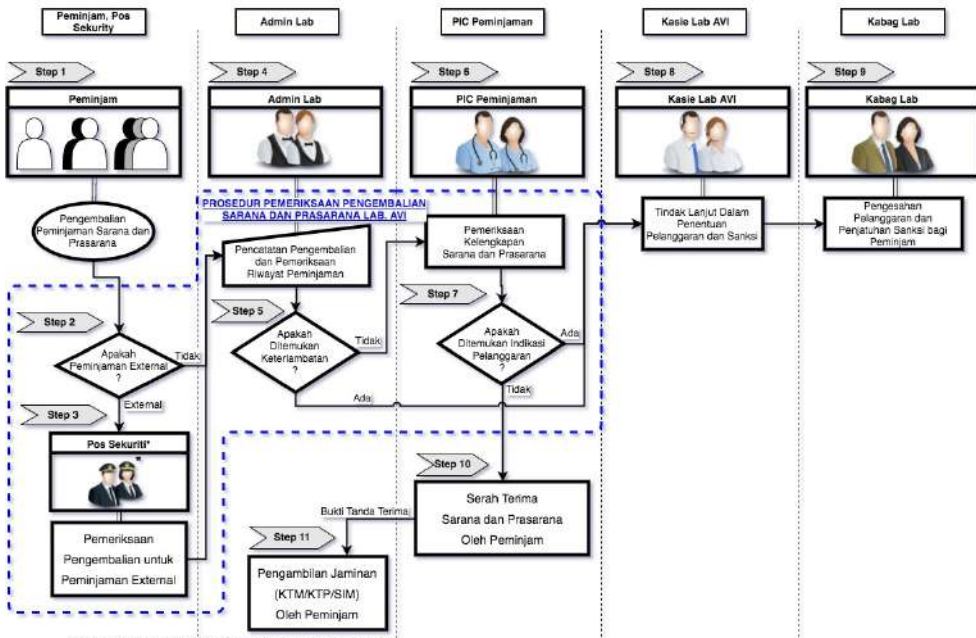 Peminjam, Pos
Sekurity
Admin Lab
PIC Peminjaman
Kasie Lab AVI
Kabag Lab
Step 1
Step 4
Step 6
Step 8
Step 9
Peminjam
Admin Lab
PIC Peminjaman
Kasie Lab AVI
Kabag Lab
PROSEDUR PEMERIKSAAN PENGEMBALIAN
SARANA DAN PRASARANA LAB. AVI
Pengembalian
Peminjaman Sarana dan
Prasarana
Pencatatan Pengembalian
dan Pemeriksaan
Riwayat Peminjaman
Pemeriksaan
Kelengkapan
Sarana dan Prasarana
Tindak Lanjut Dalam
Penentuan
Pelanggaran dan Sanksi
Pengesahan
Pelanggaran dan
Penjatuhan Sanksi bagi
Peminjam
Step 2
Step 5
Step 7
Apakah
Peminjaman External
?
Tidak
External
Apakah
Ditemukan
Keterlambatan
?
Tidak
Ada
Apakah
Ditemukan Indikasi
Pelanggaran
?
Ada
Tidak
Step 3
Pos Sekuriti*
Pemeriksaan
Pengembalian untuk
Peminjaman External
Step 10
Serah Terima
Sarana dan Prasarana
Oleh Peminjam
Bukti Tanda Terima
Step 11
Pengambilan Jaminan
(KTM/KTP/SIM)
Oleh Peminjam